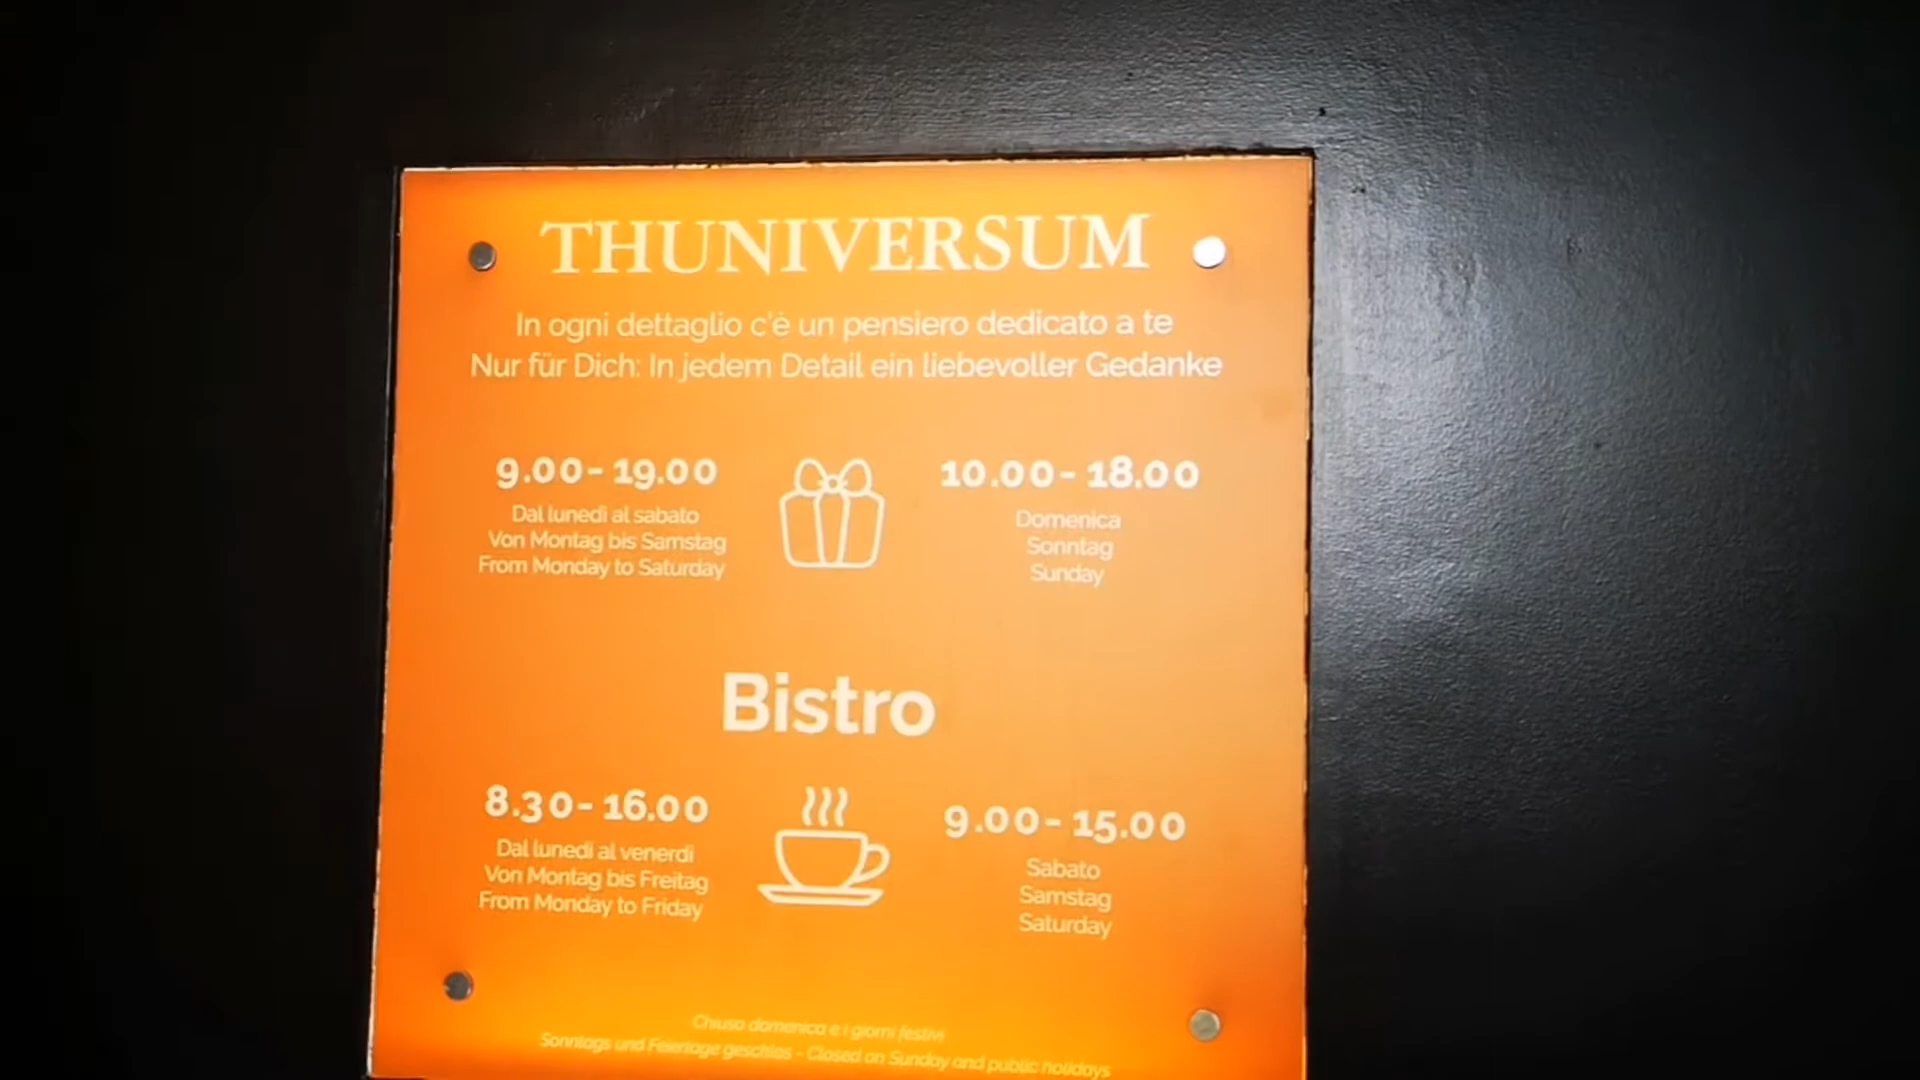 THUNIVERSUM
In ogni dettaglio c'è un pensiero dedicato a te
Nur für Dich: In jedem Detail ein liebevoller Gedanke
9.00 - 19.00
Dal lunedì al sabato
Von Montag bis Samstag
From Monday to Saturday
10.00 - 18.00
Domenica
Sonntag
Sunday
Bistro
8.30 - 16.00
Dal lunedì al venerdì
Von Montag bis Freitag
From Monday to Friday
9.00 - 15.00
Sabato
Samstag
Saturday
Chiuso domenica e i giorni festivi
Sonntags und Feiertage geschlos - Closed on Sunday and public holidays